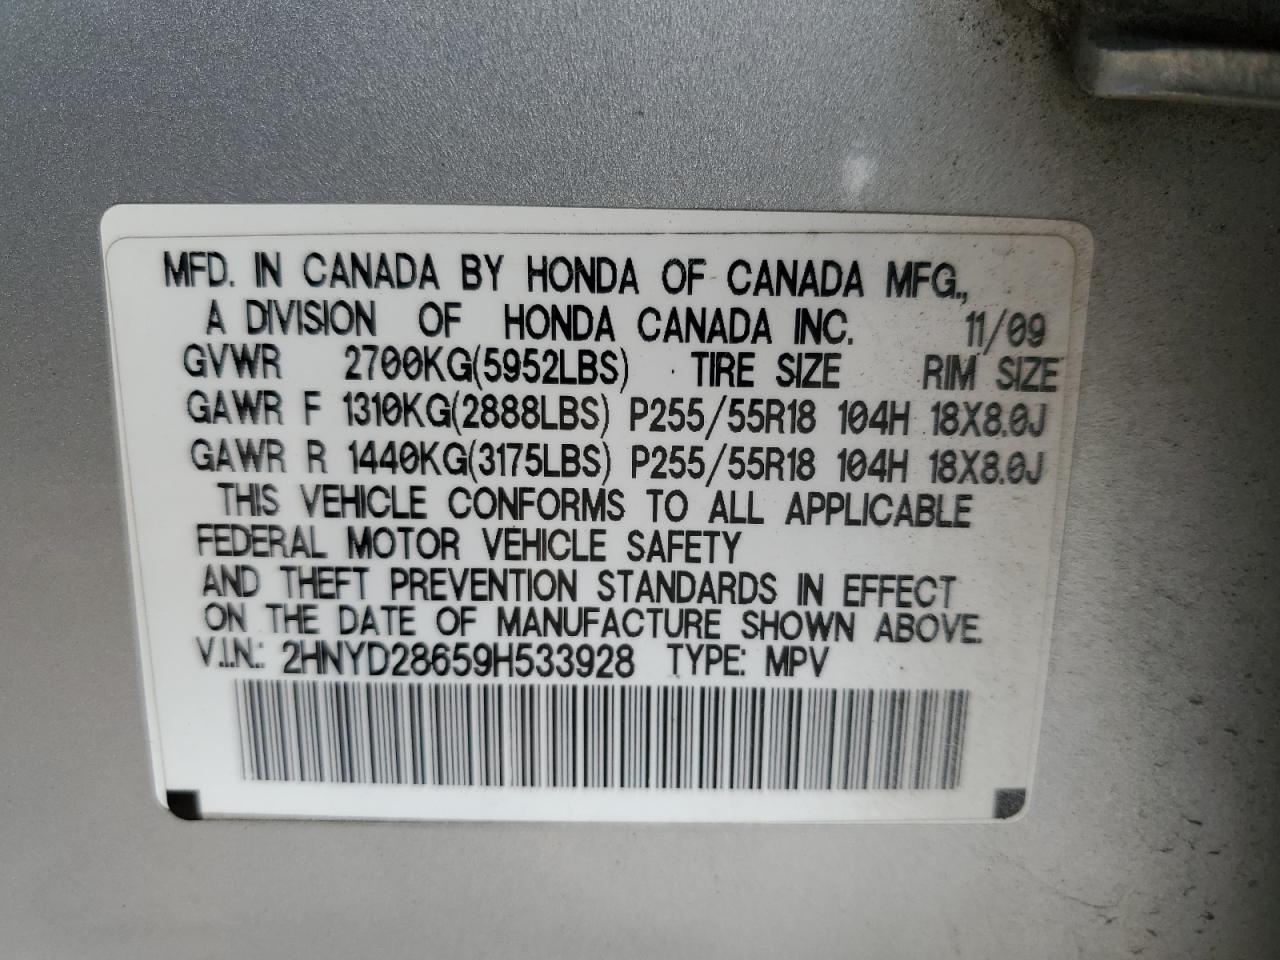 MFD. IN CANADA BY HONDA OF CANADA MFG.,
A DIVISION OF HONDA CANADA INC. 11/09
GVWR 2700KG(5952LBS) TIRE SIZE RIM SIZE
GAWR F 1310KG(2888LBS) P255/55R18 104H 18X8.0J
GAWR R 1440KG(3175LBS) P255/55R18 104H 18X8.0J
THIS VEHICLE CONFORMS TO ALL APPLICABLE
FEDERAL MOTOR VEHICLE SAFETY
AND THEFT PREVENTION STANDARDS IN EFFECT
ON THE DATE OF MANUFACTURE SHOWN ABOVE.
V.I.N.: 2HNYD28659H533928 TYPE: MPV